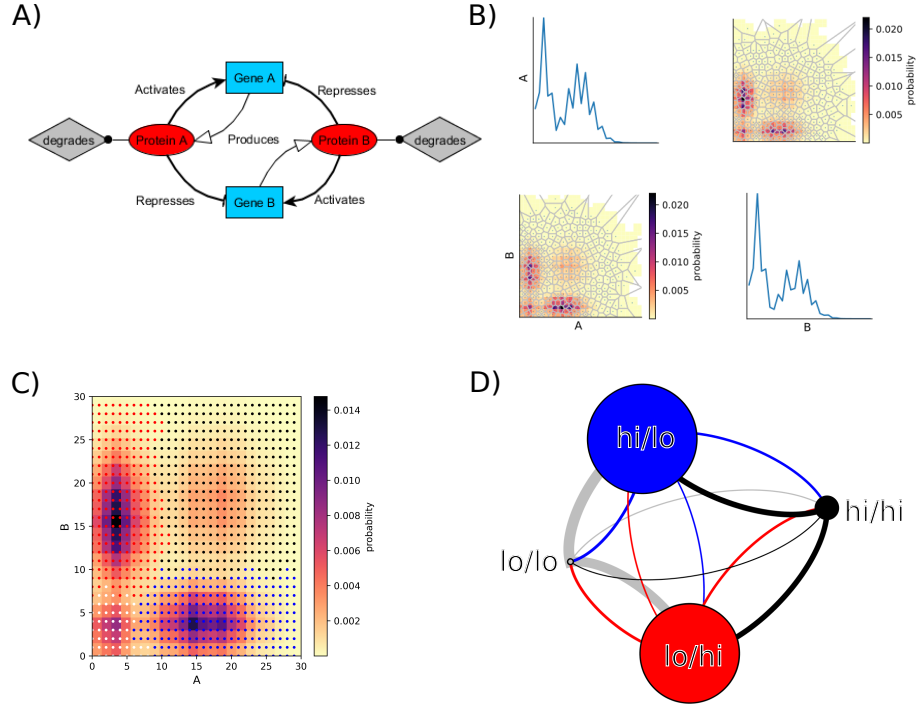 A)
Gene A
Activates
Represses
degrades
Protein A
Produces
Protein B
degrades
Represses
Gene B
Activates
B)
A
0.020
0.015
0.010
0.005
probability
B
A
0.020
0.015
0.010
0.005
probability
B
C)
30
25
20
15
10
5
0
B
0
5
10
15
20
25
30
A
0.014
0.012
0.010
0.008
0.006
0.004
0.002
probability
D)
hi/lo
hi/hi
lo/lo
lo/hi